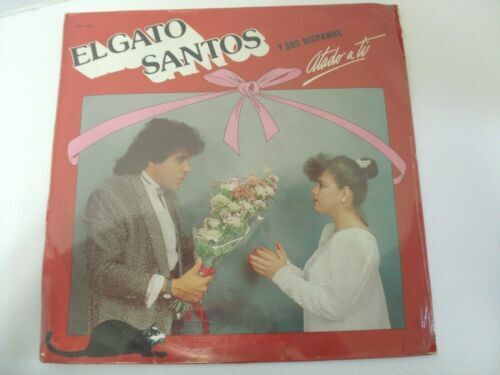 EL GATO
SANTOS
Y SUS HISPANOS
Atado a ti